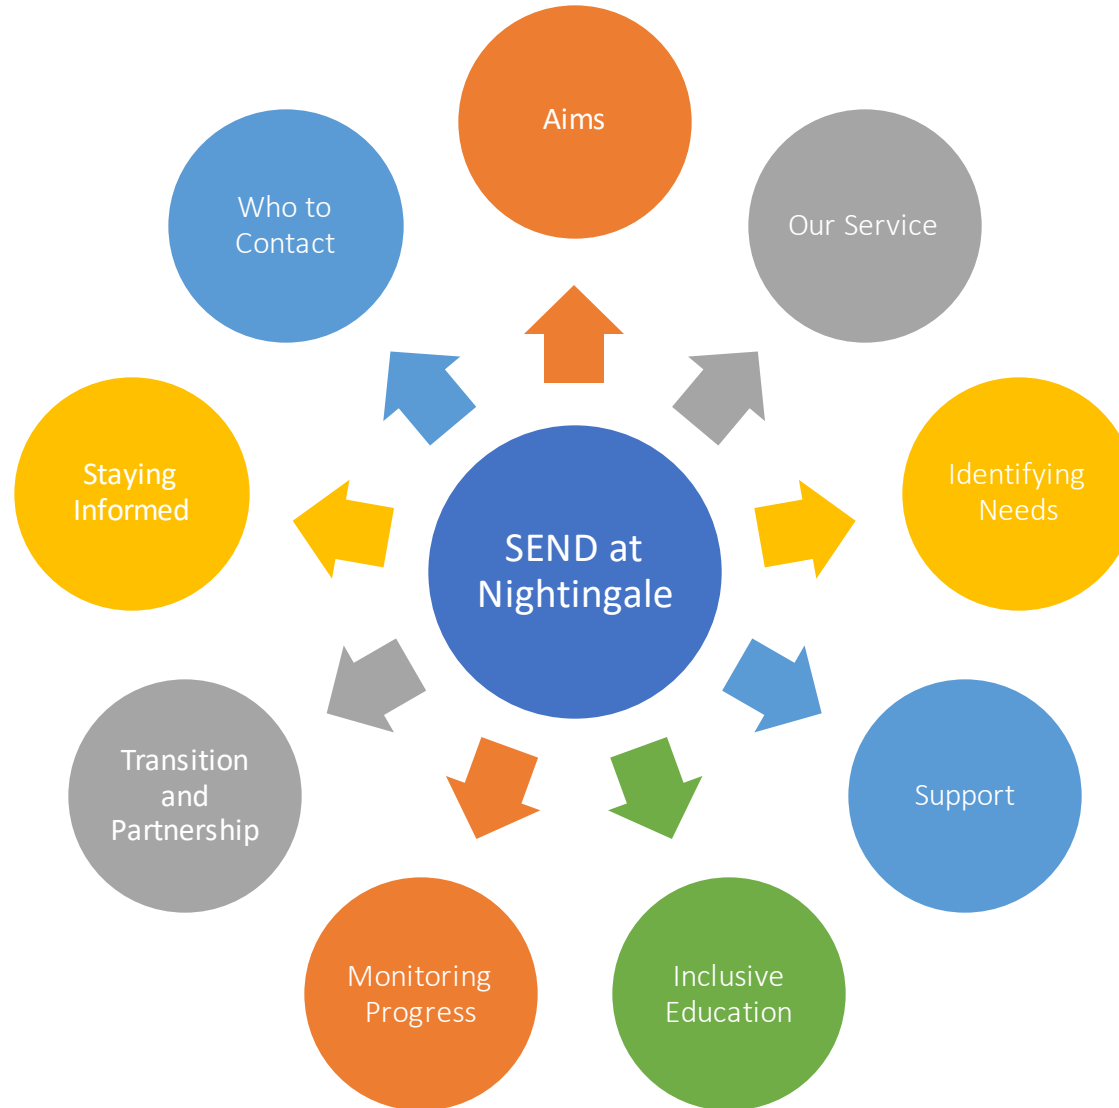 Aims
Our Service
Identifying
Needs
Support
Inclusive
Education
Monitoring
Progress
Transition
and
Partnership
Staying
Informed
Who to
Contact
SEND at
Nightingale